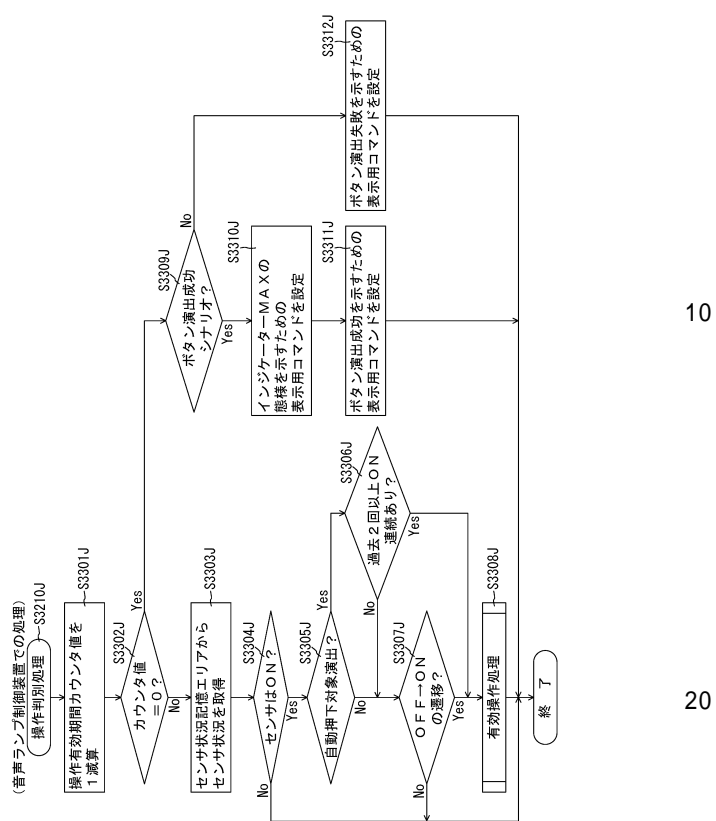 (音声ランプ制御装置での処理)
操作判別処理
S3210J
操作有効期間カウンタ値を
1減算
S3301J
カウンタ値
=0?
S3302J
Yes
No
センサ状況記憶エリアから
センサ状況を取得
S3303J
センサはON?
S3304J
No
Yes
自動押下対象演出?
S3305J
Yes
No
過去2回以上ON
連続あり?
S3306J
No
Yes
OFF→ON
の遷移?
S3307J
No
Yes
有効操作処理
S3308J
終了
ボタン演出成功
シナリオ?
S3309J
No
Yes
インジケーターMAXの
態様を示すための
表示用コマンドを設定
S3310J
ボタン演出成功を示すための
表示用コマンドを設定
S3311J
ボタン演出失敗を示すための
表示用コマンドを設定
S3312J
10
20